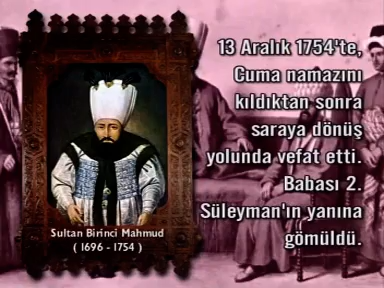 13 Aralık 1754'te,
Cuma namazını
kıldıktan sonra
saraya dönüş
yolunda vefat etti.
Babası 2.
Süleyman'ın yanına
gömüldü.
Sultan Birinci Mahmud
( 1696 - 1754 )